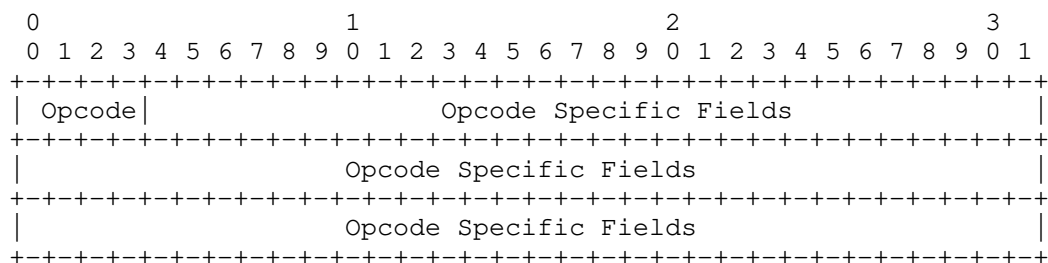 0                   1                   2                   3
 0 1 2 3 4 5 6 7 8 9 0 1 2 3 4 5 6 7 8 9 0 1 2 3 4 5 6 7 8 9 0 1
+-+-+-+-+-+-+-+-+-+-+-+-+-+-+-+-+-+-+-+-+-+-+-+-+-+-+-+-+-+-+-+-+
| Opcode|                  Opcode Specific Fields               |
+-+-+-+-+-+-+-+-+-+-+-+-+-+-+-+-+-+-+-+-+-+-+-+-+-+-+-+-+-+-+-+-+
|                    Opcode Specific Fields                     |
+-+-+-+-+-+-+-+-+-+-+-+-+-+-+-+-+-+-+-+-+-+-+-+-+-+-+-+-+-+-+-+-+
|                    Opcode Specific Fields                     |
+-+-+-+-+-+-+-+-+-+-+-+-+-+-+-+-+-+-+-+-+-+-+-+-+-+-+-+-+-+-+-+-+